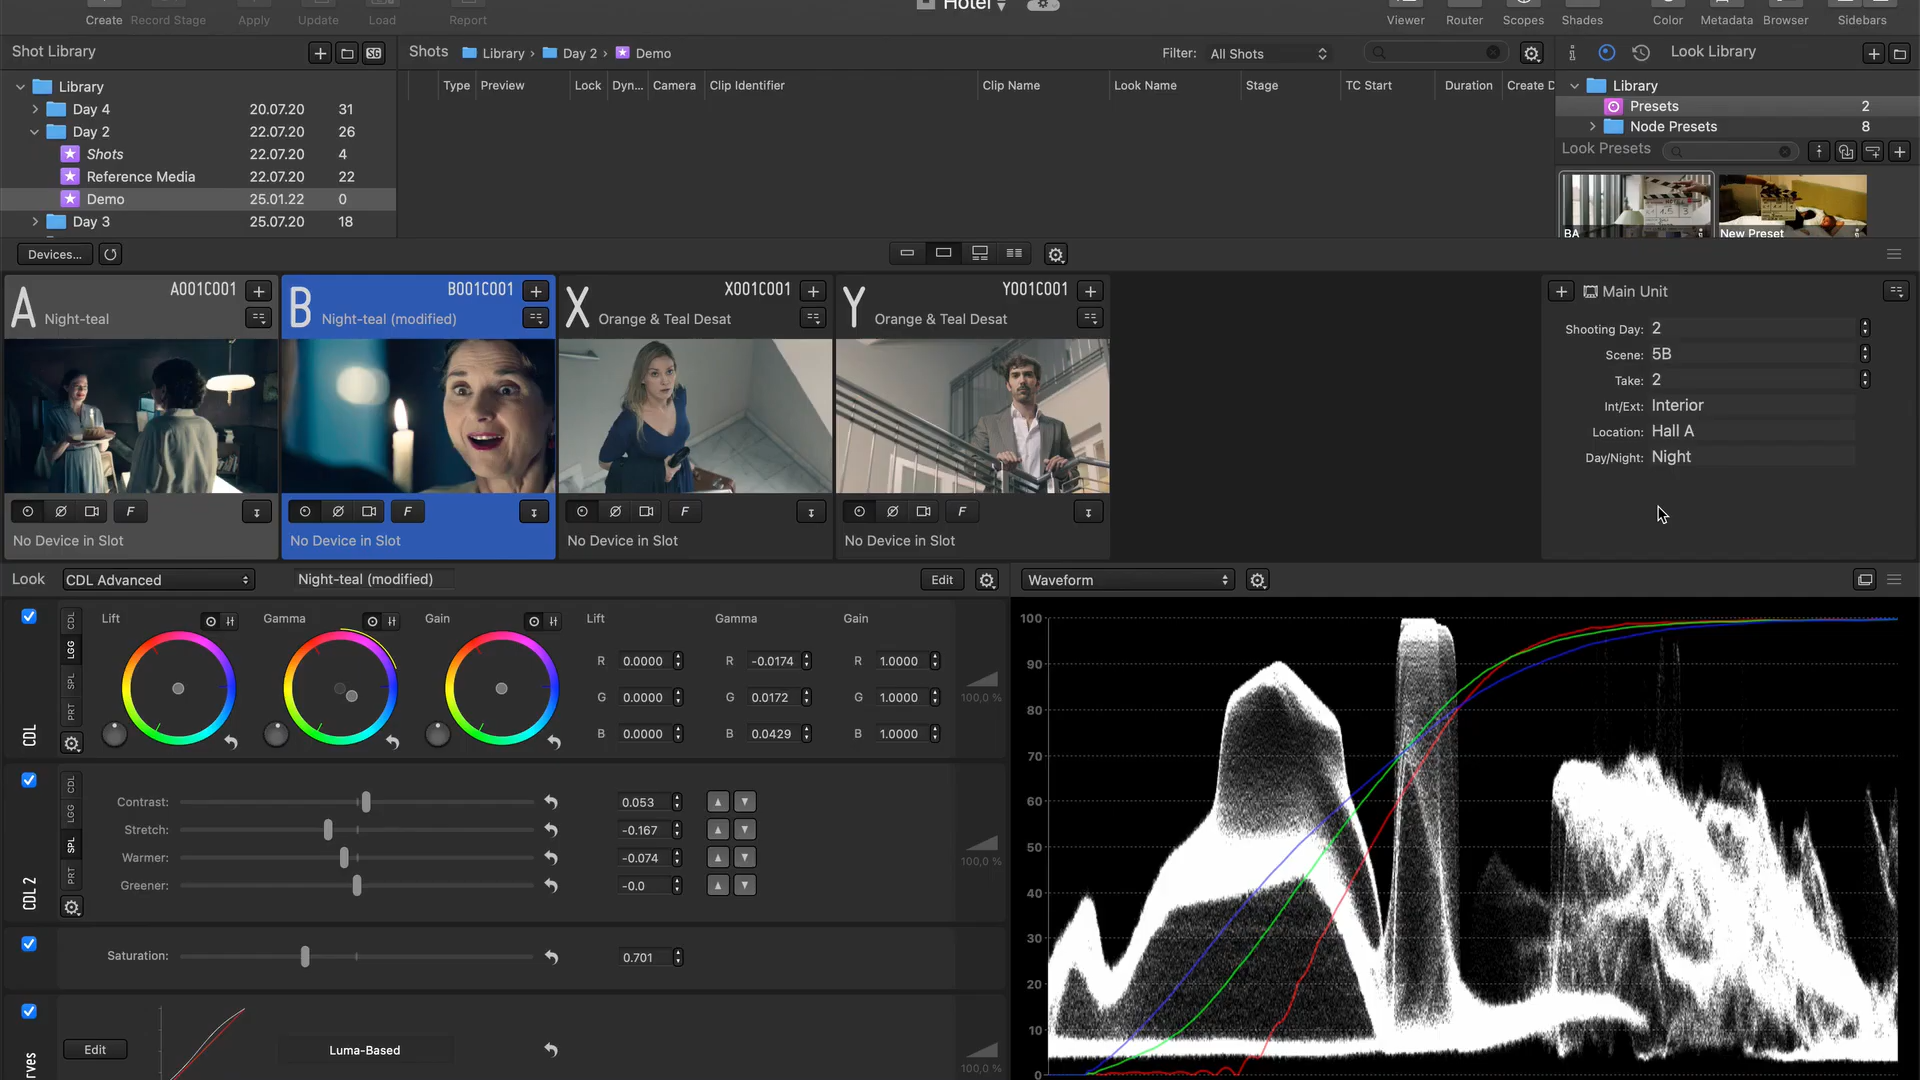 Hotel
Create
Record Stage
Apply
Update
Load
Report
Viewer
Router
Scopes
Shades
Color
Metadata
Browser
Sidebars
Shot Library
SG
Shots
Library
Day 2
Demo
Filter:
All Shots
Look Library
Type
Preview
Lock
Dyn...
Camera
Clip Identifier
Clip Name
Look Name
Stage
TC Start
Duration
Create D
Library
Day 4 20.07.20 31
Day 2 22.07.20 26
Shots 22.07.20 4
Reference Media 22.07.20 22
Demo 25.01.22 0
Day 3 25.07.20 18
Library
Presets 2
Node Presets 8
Look Presets
BA
New Preset
Devices...
A
A001C001
Night-teal
F
No Device in Slot
B
B001C001
Night-teal (modified)
F
No Device in Slot
X
X001C001
Orange & Teal Desat
F
No Device in Slot
Y
Y001C001
Orange & Teal Desat
F
No Device in Slot
Main Unit
Shooting Day: 2
Scene: 5B
Take: 2
Int/Ext: Interior
Location: Hall A
Day/Night: Night
Look
CDL Advanced
Night-teal (modified)
Edit
Waveform
CDL
CDL
LGG
SPL
PRT
Lift
Gamma
Gain
Lift
Gamma
Gain
R 0.0000 R -0.0174 R 1.0000
G 0.0000 G 0.0172 G 1.0000
B 0.0000 B 0.0429 B 1.0000
100,0 %
CDL 2
CDL
LGG
SPL
PRT
Contrast: 0.053
Stretch: -0.167
Warmer: -0.074
Greener: -0.0
100,0 %
Saturation: 0.701
rves
Edit
Luma-Based
100,0 %
100
90
80
70
60
50
40
30
20
10
0